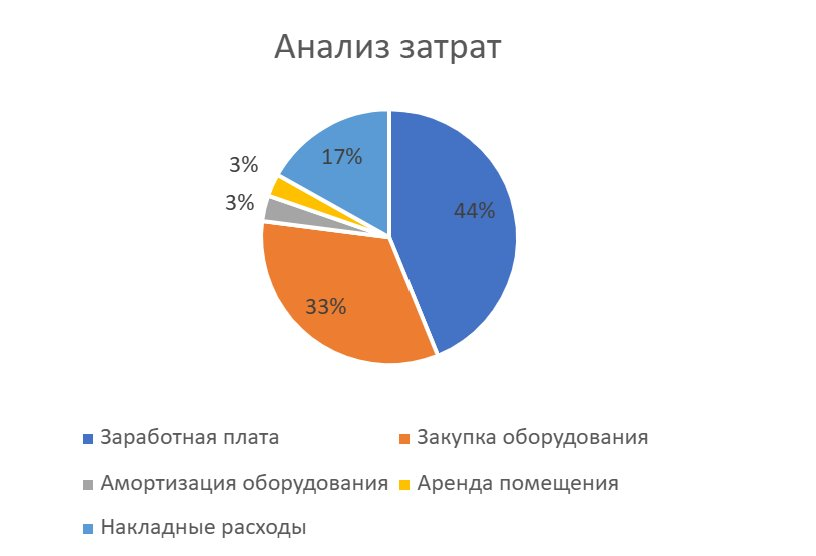 Анализ затрат
17%
3%
3%
44%
33%
Заработная плата
Закупка оборудования
Амортизация оборудования
Аренда помещения
Накладные расходы